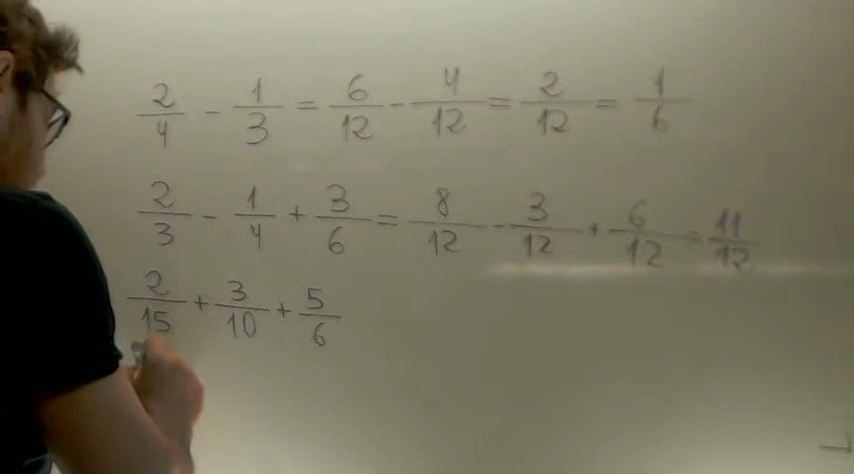 2/4 - 1/3 = 6/12 - 4/12 = 2/12 = 1/6
2/3 - 1/4 + 3/6 = 8/12 - 3/12 + 6/12 = 11/12
2/15 + 3/10 + 5/6